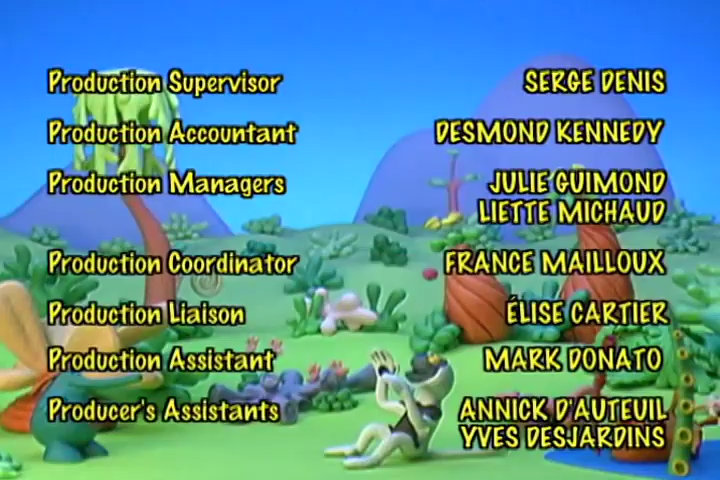 Production Supervisor SERGE DENIS
Production Accountant DESMOND KENNEDY
Production Managers JULIE GUIMOND
LIETTE MICHAUD
Production Coordinator FRANCE MAILLOUX
Production Liaison ÉLISE CARTIER
Production Assistant MARK DONATO
Producer's Assistants ANNICK D'AUTEUIL
YVES DESJARDINS